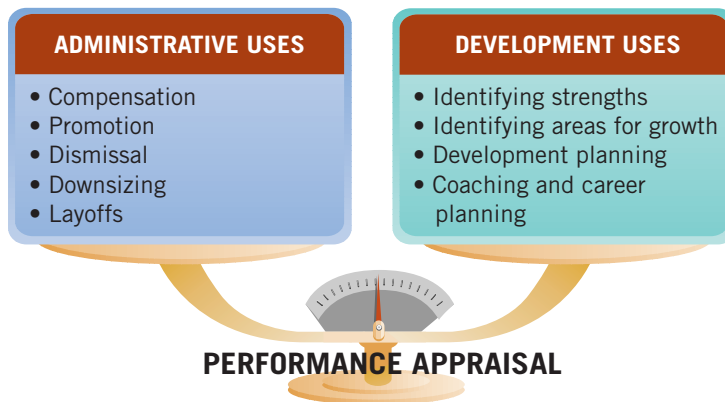 ADMINISTRATIVE USES
• Compensation
• Promotion
• Dismissal
• Downsizing
• Layoffs
DEVELOPMENT USES
• Identifying strengths
• Identifying areas for growth
• Development planning
• Coaching and career
planning
PERFORMANCE APPRAISAL